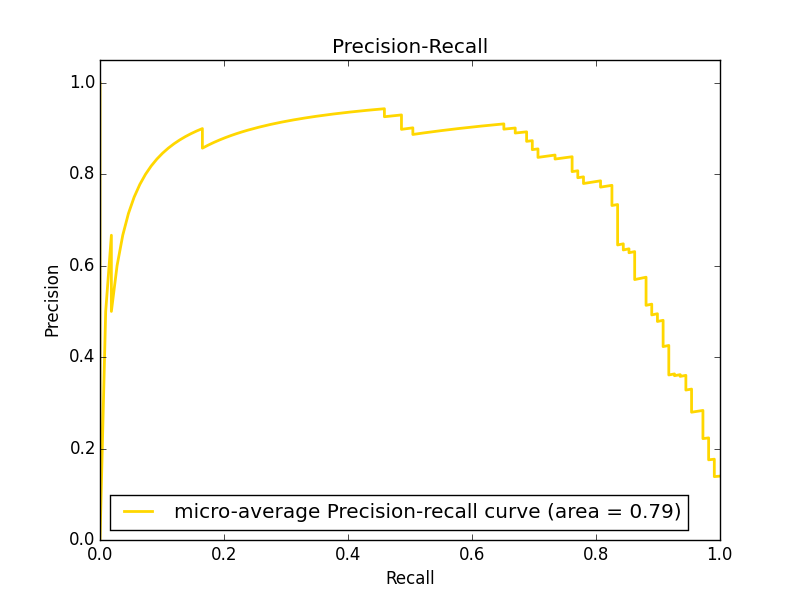 Precision-Recall
1.0
0.8
0.6
0.4
0.2
0.0
Precision
micro-average Precision-recall curve (area = 0.79)
0.0 0.2 0.4 0.6 0.8 1.0
Recall